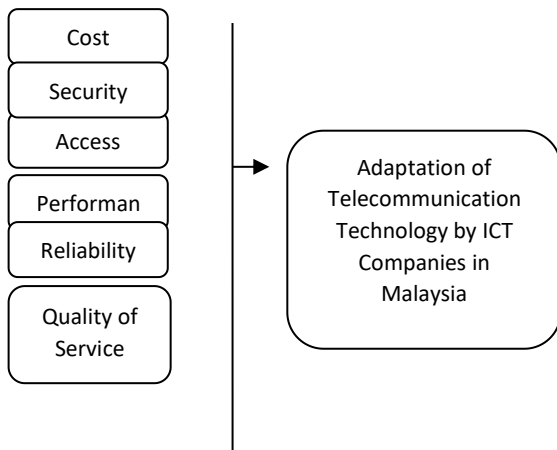 Cost
Security
Access
Performan
Reliability
Quality of
Service
Adaptation of
Telecommunication
Technology by ICT
Companies in
Malaysia